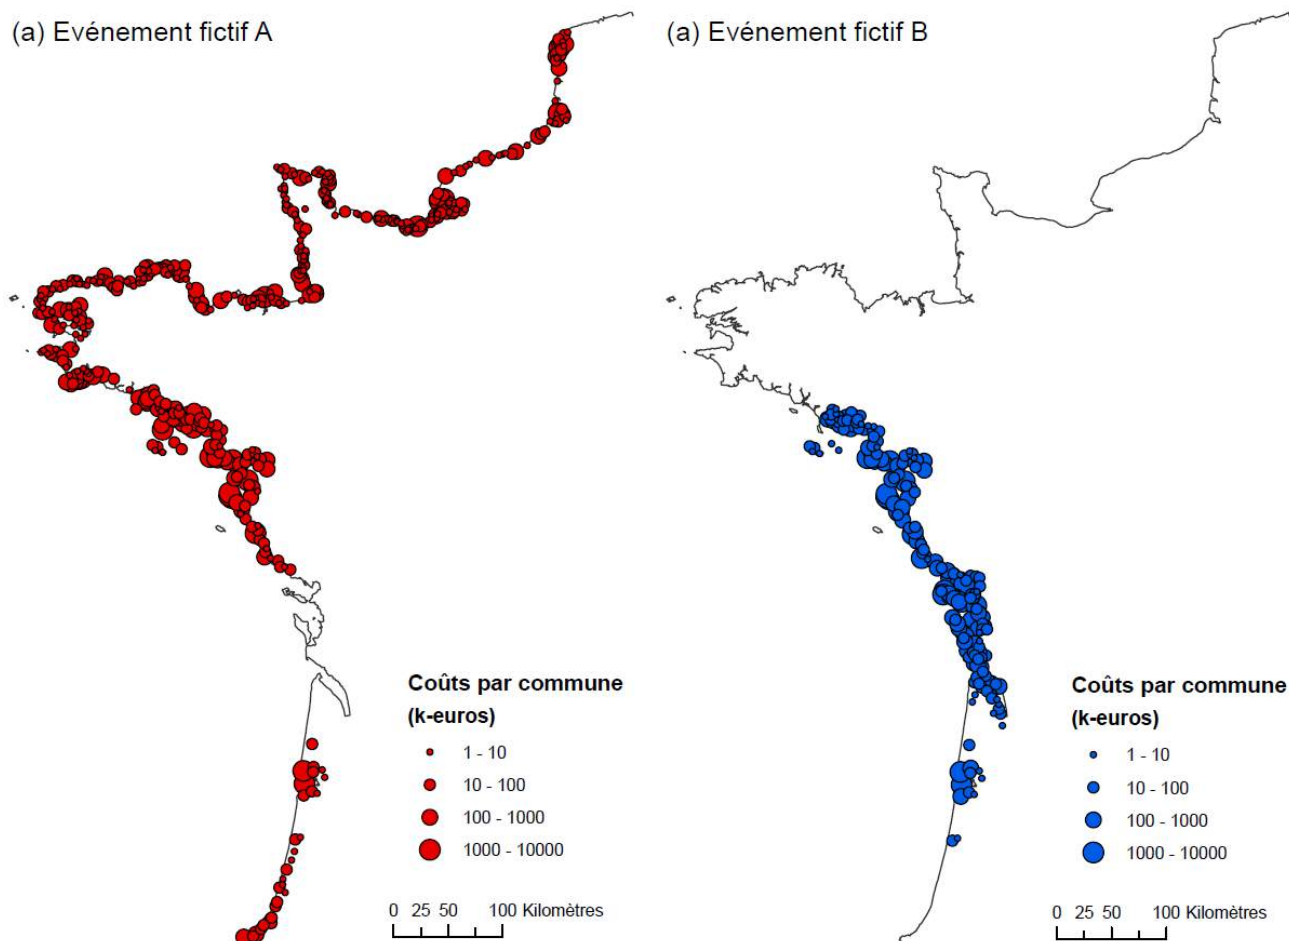 (a) Evénement fictif A
(a) Evénement fictif B
Coûts par commune
(k-euros)
1 - 10
10 - 100
100 - 1000
1000 - 10000
0 25 50 100 Kilomètres
Coûts par commune
(k-euros)
1 - 10
10 - 100
100 - 1000
1000 - 10000
0 25 50 100 Kilomètres